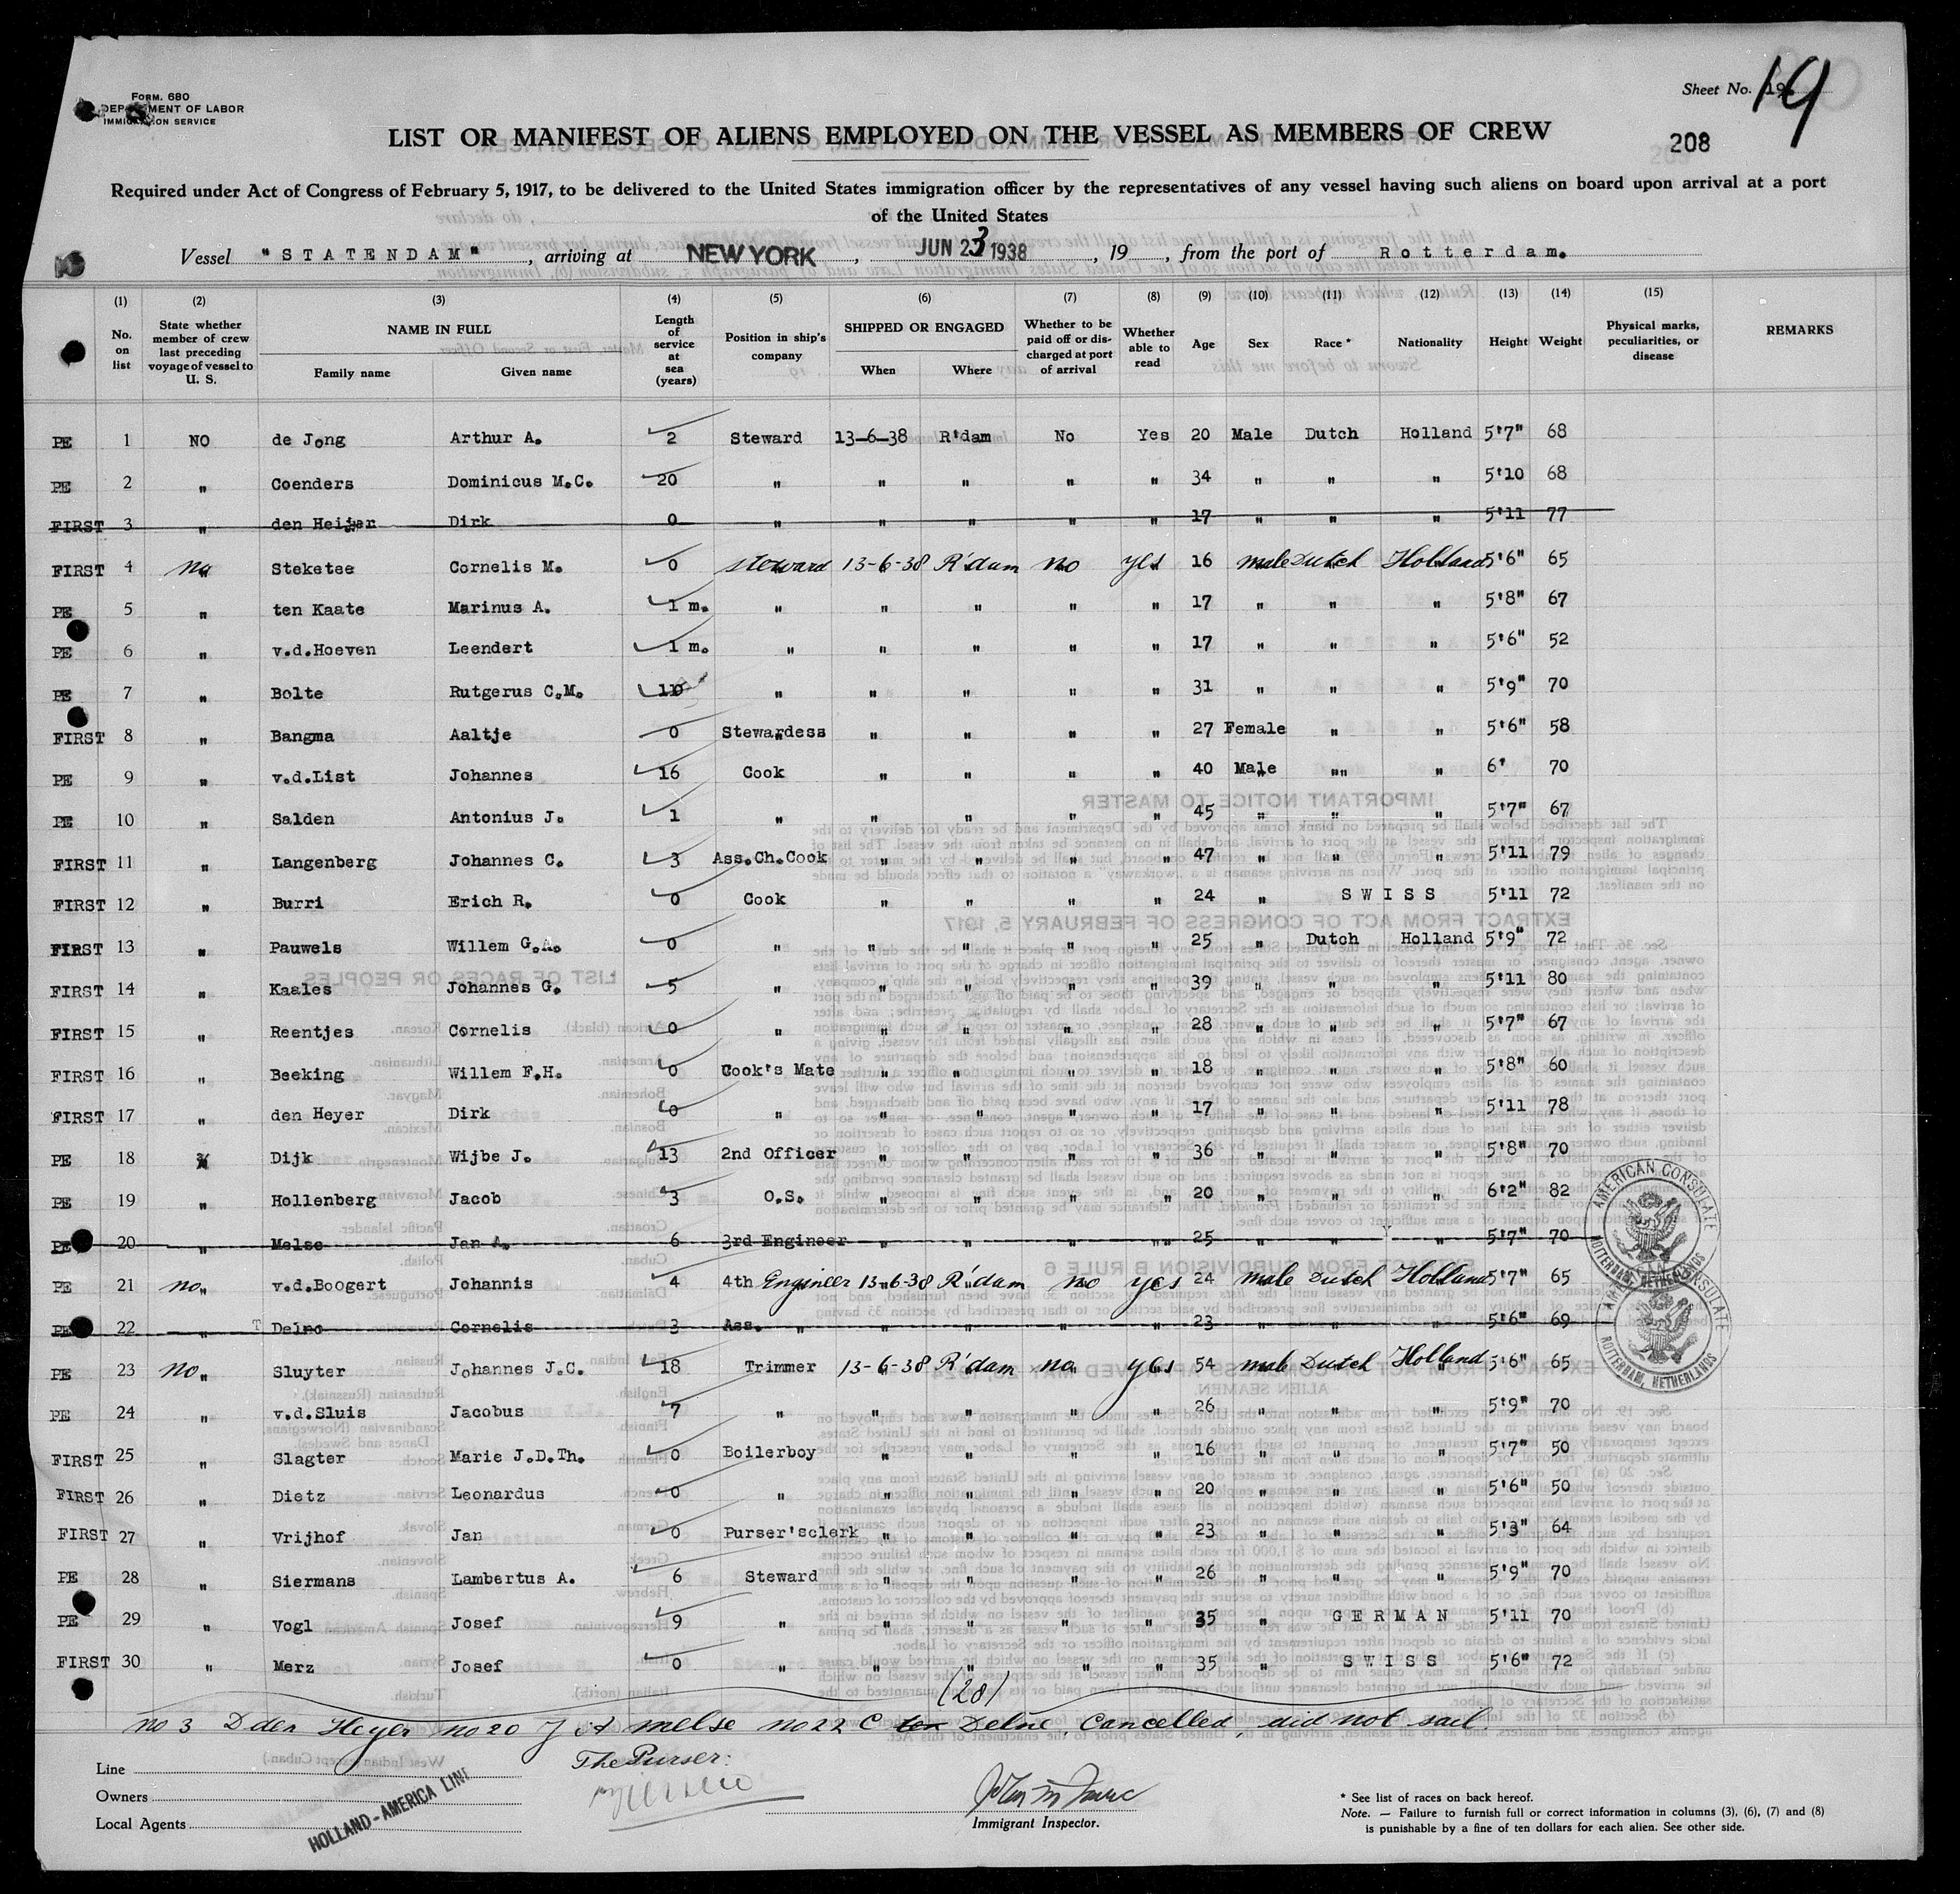 Form. 680
DEPARTMENT OF LABOR
IMMIGRATION SERVICE
Sheet No. 19
208
LIST OR MANIFEST OF ALIENS EMPLOYED ON THE VESSEL AS MEMBERS OF CREW
Required under Act of Congress of February 5, 1917, to be delivered to the United States immigration officer by the representatives of any vessel having such aliens on board upon arrival at a port
of the United States
Vessel "STATENDAM", arriving at NEW YORK, JUN 23 1938, 19, from the port of Rotterdam.
(1) (2) (3) (4) (5) (6) (7) (8) (9) (10) (11) (12) (13) (14) (15)
No. on list | State whether member of crew last preceding voyage of vessel to U. S. | NAME IN FULL Family name Given name | Length of service at sea (years) | Position in ship's company | SHIPPED OR ENGAGED When Where | Whether to be paid off or discharged at port of arrival | Whether able to read | Age | Sex | Race * | Nationality | Height | Weight | Physical marks, peculiarities, or disease | REMARKS
PE 1 NO de Jong Arthur A. 2 Steward 13-6-38 R'dam No Yes 20 Male Dutch Holland 5'7" 68
PE 2 " Coenders Dominicus M.C. 20 " " " " " 34 " " " 5'10 68
FIRST 3 " den Heijer Dirk 0 " " " " " 17 " " " 5'11 77
FIRST 4 no Steketee Cornelis M. 0 steward 13-6-38 R'dam no yes 16 male Dutch Holland 5'6" 65
PE 5 " ten Kaate Marinus A. 1 m. " " " " " 17 " " " 5'8" 67
PE 6 " v.d.Hoeven Leendert 1 m. " " " " " 17 " " " 5'6" 52
PE 7 " Bolte Rutgerus C.M. 10 " " " " " 31 " " " 5'9" 70
FIRST 8 " Bangma Aaltje 0 Stewardess " " " " 27 Female " " 5'6" 58
PE 9 " v.d.List Johannes 16 Cook " " " " 40 Male "" " 6' 70
PE 10 " Salden Antonius J. 1 " " " " " 45 " " " 5'7" 67
FIRST 11 " Langenberg Johannes C. 3 Ass.Ch.Cook " " " " 47 " " " 5'11 79
FIRST 12 " Burri Erich R. 0 Cook " " " " 24 " SWISS 5'11 72
FIRST 13 " Pauwels Willem G.A. 0 " " " " " 25 " Dutch Holland 5'9" 72
FIRST 14 " Kaales Johannes G. 5 " " " " " 39 " " " 5'11 80
FIRST 15 " Reentjes Cornelis 0 " " " " " 28 " " " 5'7" 67
FIRST 16 " Beeking Willem F.H. 0 Cook's Mate " " " " 18 " " " 5'8" 60
FIRST 17 " den Heyer Dirk 0 " " " " " 17 " " " 5'11 78
PE 18 " Dijk Wijbe J. 13 2nd Officer " " " " 36 " " " 5'8" 70
PE 19 " Hollenberg Jacob 3 O.S. " " " " 20 " " " 6'2" 82
PE 20 " Melse Jan A. 6 3rd Engineer " " " "" 25 " " " 5'7" 70
PE 21 no " v.d.Boogert Johannis 4 4th Engineer 13-6-38 R'dam no yes 24 male Dutch Holland 5'7" 65
PE 22 " Delne Cornelis 3 Ass. " " " " " 23 " " " 5'6" 69
PE 23 no " Sluyter Johannes J.C. 18 Trimmer 13-6-38 R'dam no yes 54 male Dutch Holland 5'6" 65
PE 24 " v.d.Sluis Jacobus 7 " " " " " 26 " " " 5'9" 70
FIRST 25 " Slagter Marie J.D.Th. 0 Boilerboy " " " " 16 " " " 5'7" 50
FIRST 26 " Dietz Leonardus 0 " " " " " 20 " " " 5'6" 50
FIRST 27 " Vrijhof Jan 0 Purser'sclerk " " " " 23 " " " 5'3" 64
PE 28 " Siermans Lambertus A. 6 Steward " " " " 26 " " " 5'9" 70
PE 29 " Vogl Josef 9 " " " " " 35 " GERMAN 5'11 70
FIRST 30 " Merz Josef 0 " " " " " 35 " SWISS 5'6" 72
AMERICAN CONSULATE
ROTTERDAM, NETHERLANDS
AMERICAN CONSULATE
ROTTERDAM, NETHERLANDS
(28)
no 3 D den Heyer no 20 J A melse no 22 C Delne, Cancelled, did not sail.
The Purser:
Line
Owners
Local Agents
HOLLAND-AMERICA LINE
Immigrant Inspector.
* See list of races on back hereof.
Note. — Failure to furnish full or correct information in columns (3), (6), (7) and (8)
is punishable by a fine of ten dollars for each alien. See other side.